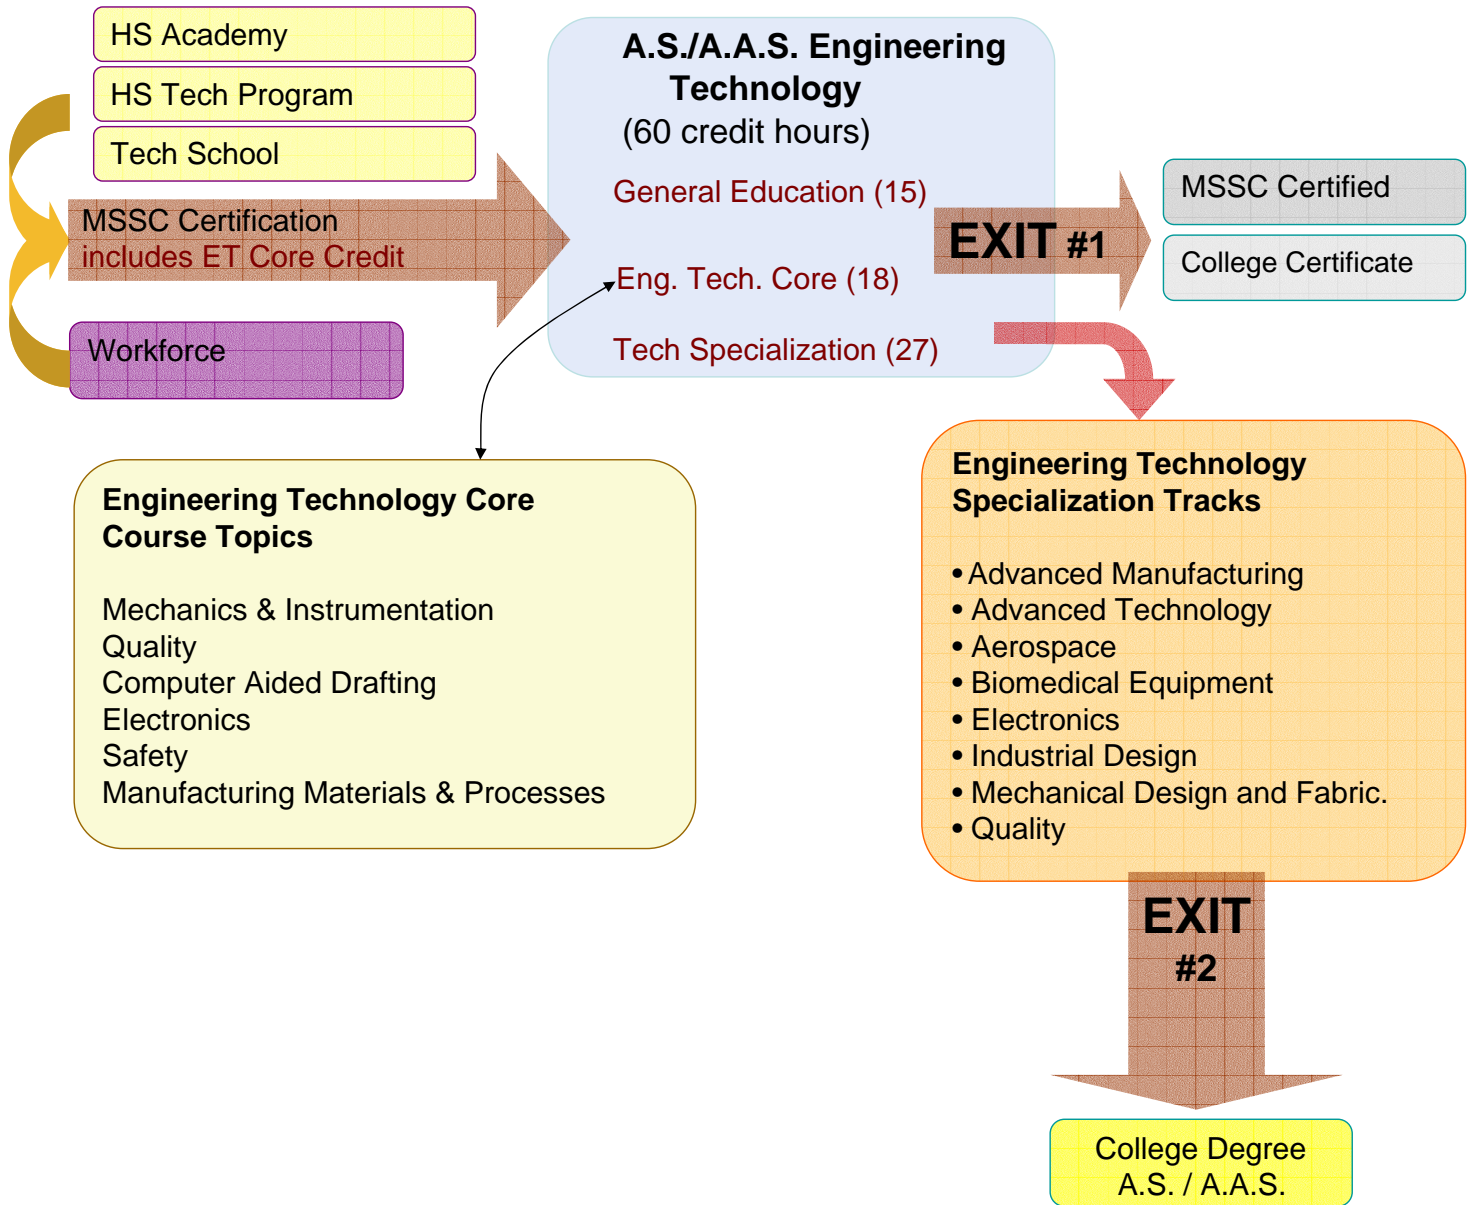 HS Academy
HS Tech Program
Tech School
MSSC Certification
includes ET Core Credit
Workforce
A.S./A.A.S. Engineering
Technology
(60 credit hours)
General Education (15)
Eng. Tech. Core (18)
Tech Specialization (27)
EXIT #1
MSSC Certified
College Certificate
Engineering Technology Core
Course Topics
Mechanics & Instrumentation
Quality
Computer Aided Drafting
Electronics
Safety
Manufacturing Materials & Processes
Engineering Technology
Specialization Tracks
• Advanced Manufacturing
• Advanced Technology
• Aerospace
• Biomedical Equipment
• Electronics
• Industrial Design
• Mechanical Design and Fabric.
• Quality
EXIT
#2
College Degree
A.S. / A.A.S.